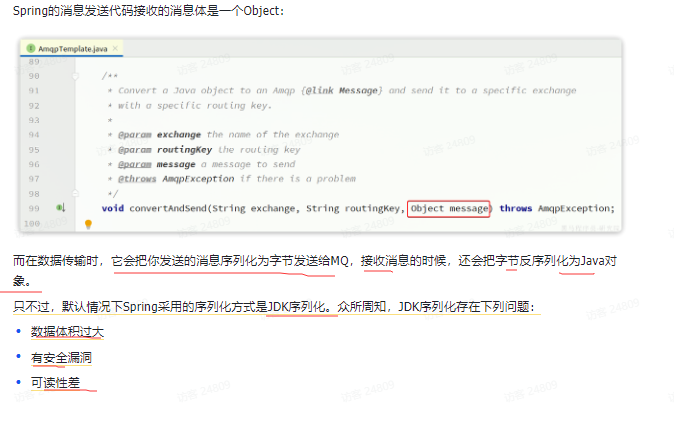 Spring的消息发送代码接收的消息体是一个Object：
AmqpTemplate.java
89
90 /**
91 * Convert a Java object to an Amqp {@link Message} and send it to a specific exchange
92 * with a specific routing key.
93 *
94 * @param exchange the name of the exchange
95 * @param routingKey the routing key
96 * @param message a message to send
97 * @throws AmqpException if there is a problem
98 */
99 void convertAndSend(String exchange, String routingKey, Object message) throws AmqpException;
100
而在数据传输时，它会把你发送的消息序列化为字节发送给MQ，接收消息的时候，还会把字节反序列化为Java对
象。
只不过，默认情况下Spring采用的序列化方式是JDK序列化。众所周知，JDK序列化存在下列问题：
• 数据体积过大
• 有安全漏洞
• 可读性差
访客 24809